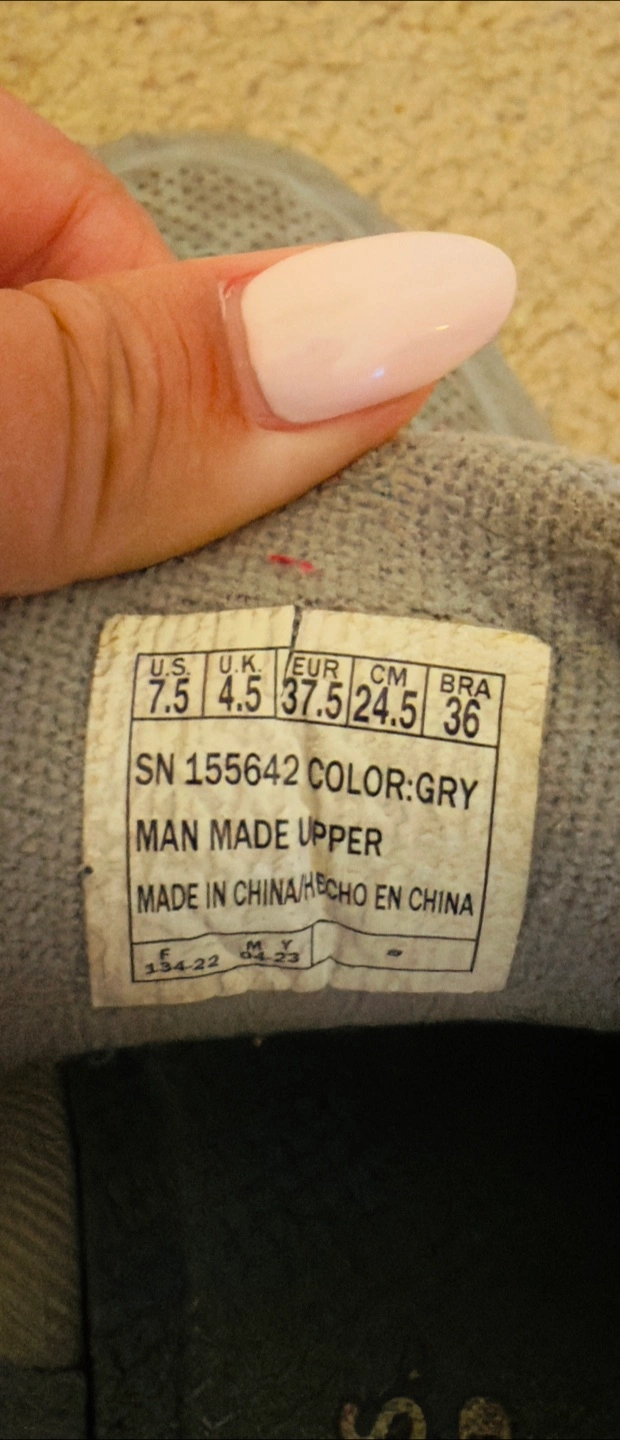 U.S. U.K. EUR CM BRA
7.5 4.5 37.5 24.5 36
SN 155642 COLOR:GRY
MAN MADE UPPER
MADE IN CHINA/HECHO EN CHINA
F M Y
134-22 04-23